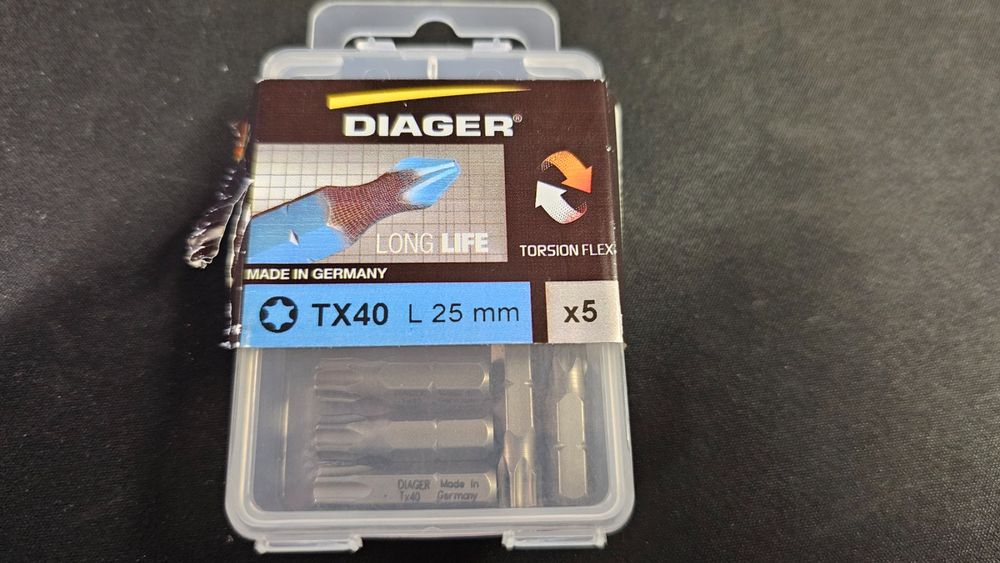 DIAGER®
LONG LIFE
TORSION FLEX
MADE IN GERMANY
TX40 L 25 mm
x5
DIAGER Made In
Tx40 Germany